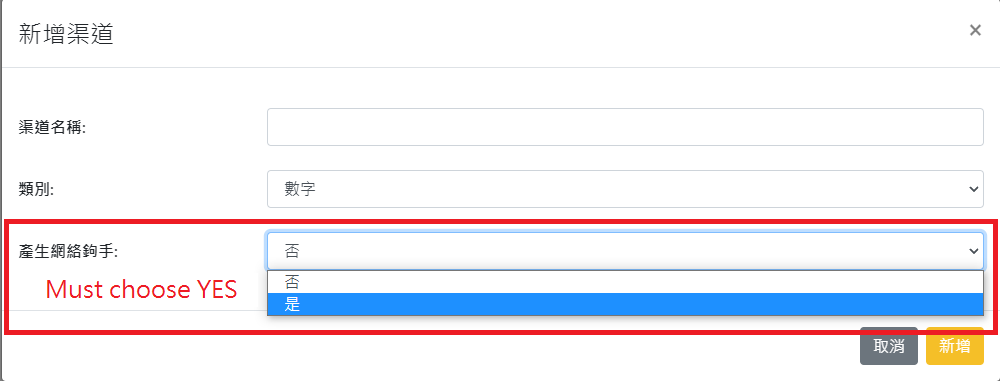 新增渠道
×
渠道名稱:
類別: 數字
產生網絡鉤手: 否
否
Must choose YES 是
取消 新增